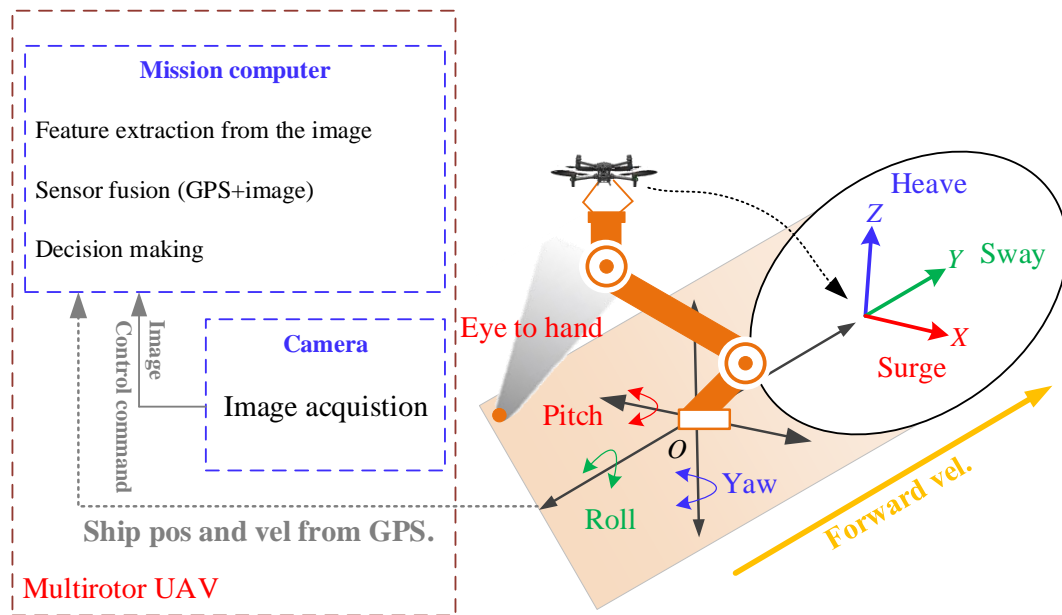 Mission computer
Feature extraction from the image
Sensor fusion (GPS+image)
Decision making
Image
Control command
Camera
Image acquistion
Ship pos and vel from GPS.
Multirotor UAV
Eye to hand
Heave
Z
Y
Sway
X
Surge
Pitch
O
Yaw
Roll
Forward vel.